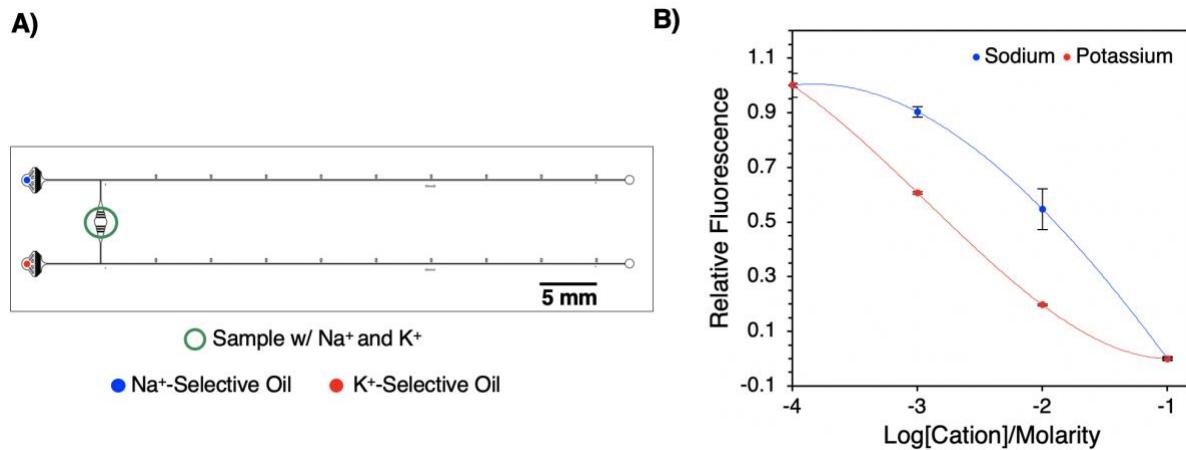 A)
5 mm
Sample w/ Na⁺ and K⁺
Na⁺-Selective Oil
K⁺-Selective Oil
B)
Sodium
Potassium
Relative Fluorescence
1.1
0.9
0.7
0.5
0.3
0.1
-0.1
-4
-3
-2
-1
Log[Cation]/Molarity